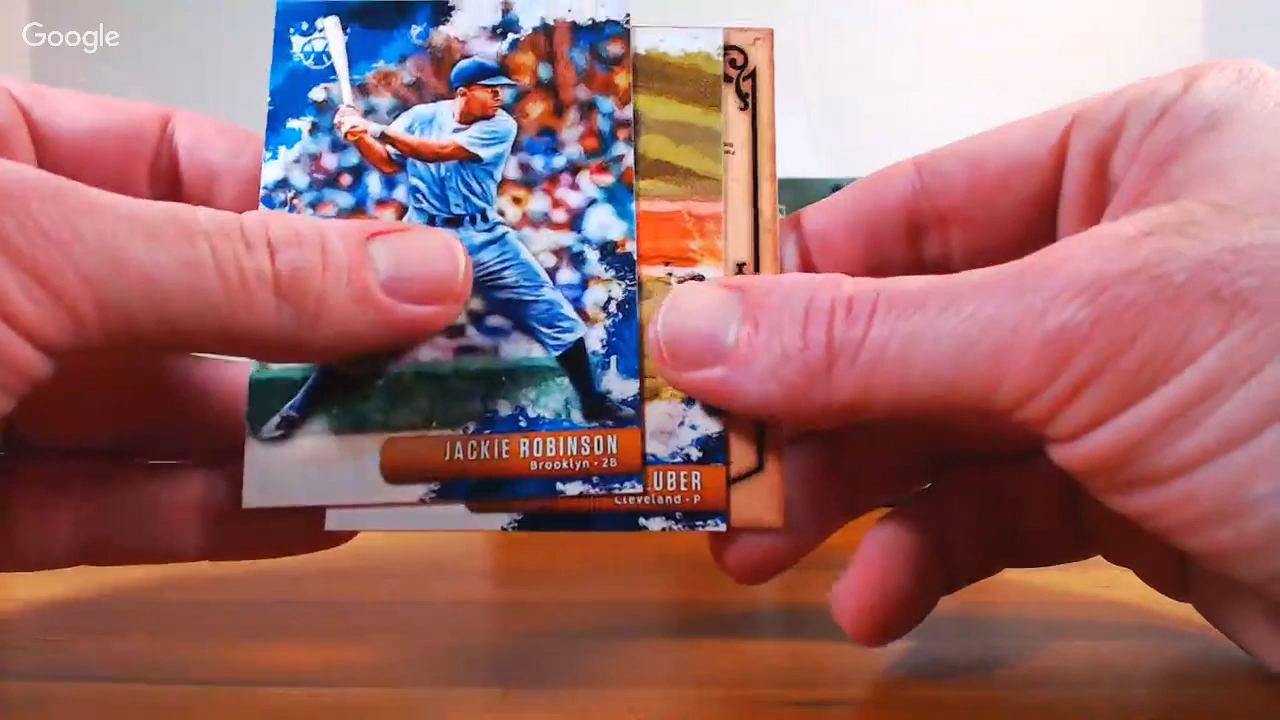 Google
JACKIE ROBINSON
Brooklyn - 2B
LUBER
Cleveland - P